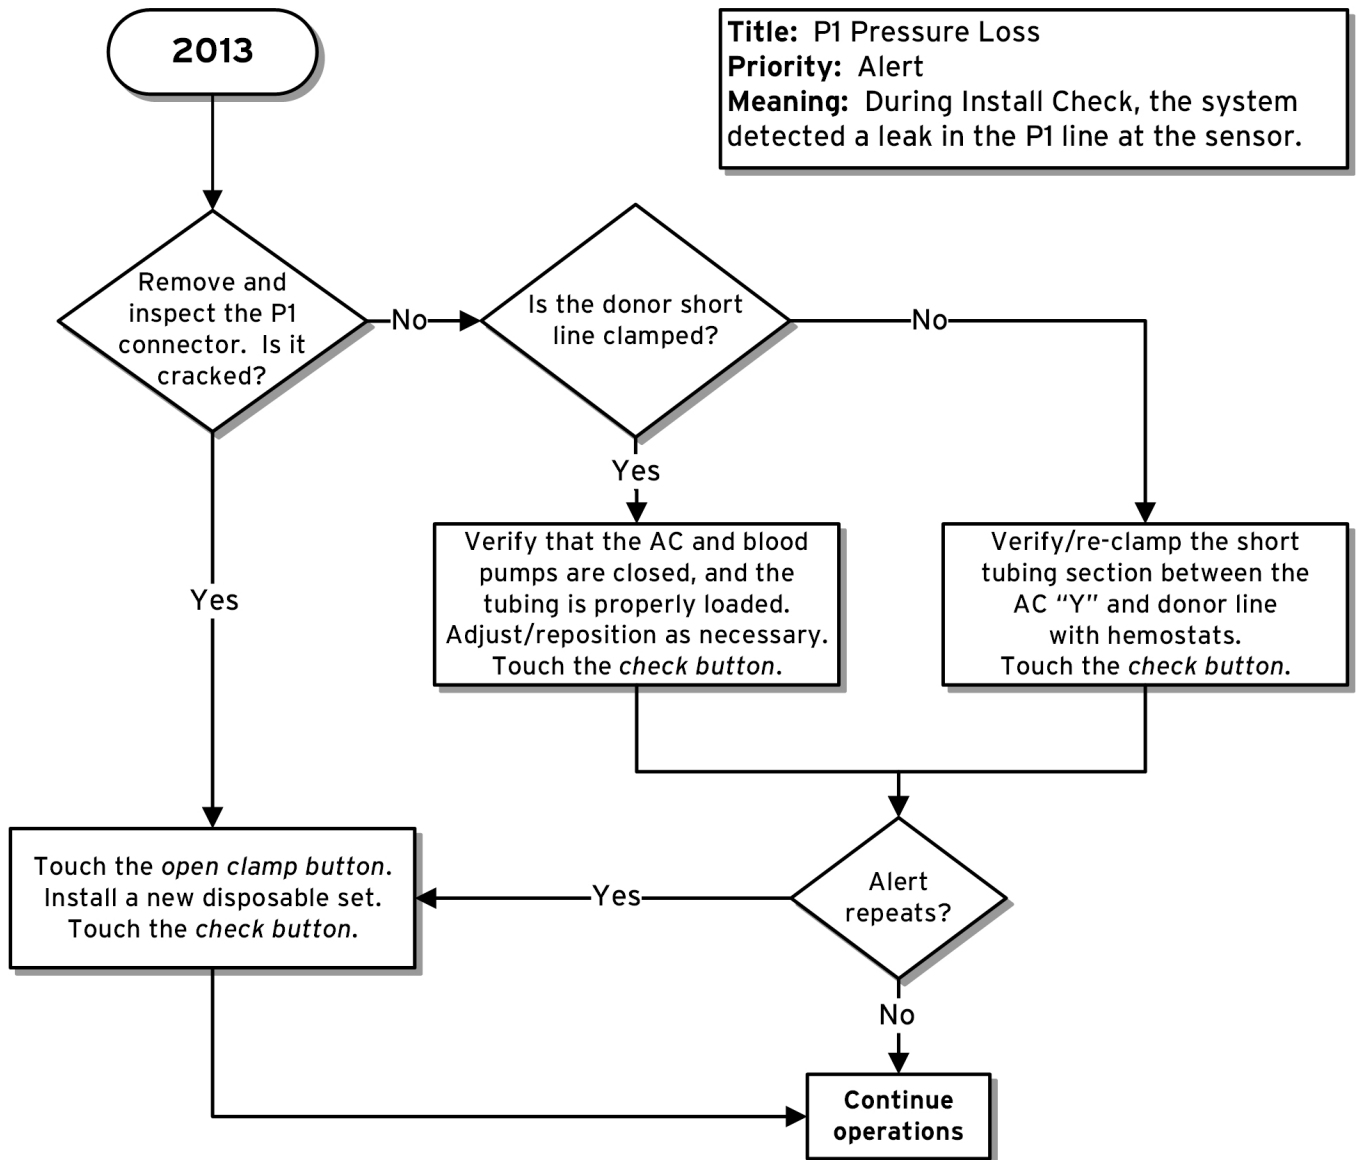 2013
Title: P1 Pressure Loss
Priority: Alert
Meaning: During Install Check, the system
detected a leak in the P1 line at the sensor.
Remove and
inspect the P1
connector. Is it
cracked?
No
Is the donor short
line clamped?
No
Yes
Yes
Verify that the AC and blood
pumps are closed, and the
tubing is properly loaded.
Adjust/reposition as necessary.
Touch the check button.
Verify/re-clamp the short
tubing section between the
AC “Y” and donor line
with hemostats.
Touch the check button.
Touch the open clamp button.
Install a new disposable set.
Touch the check button.
Yes
Alert
repeats?
No
Continue
operations